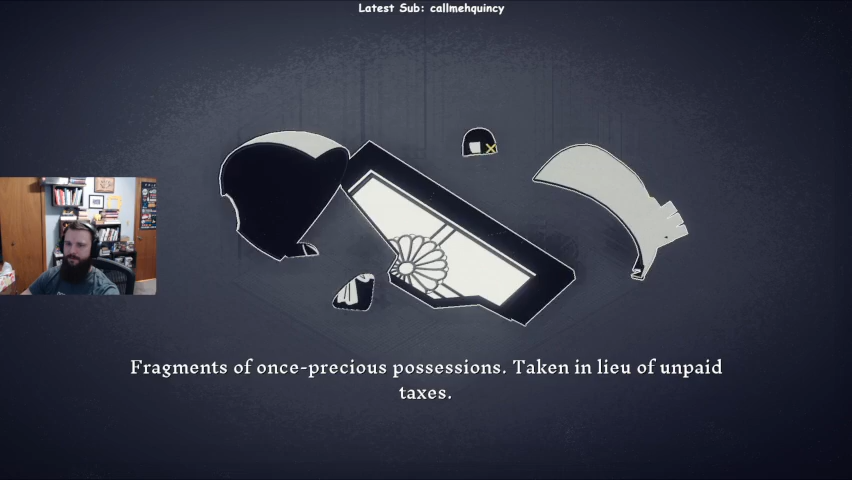 Latest Sub: callmehquincy
Fragments of once-precious possessions. Taken in lieu of unpaid
taxes.